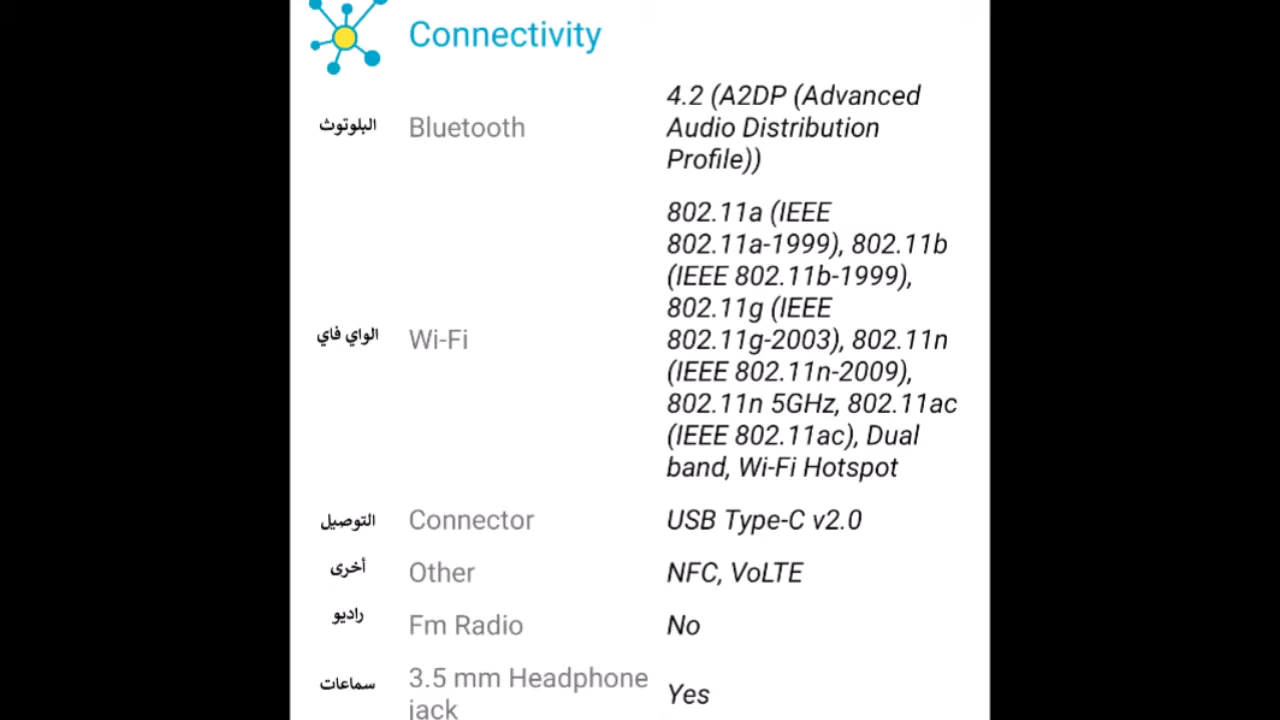 Connectivity
البلوتوث Bluetooth 4.2 (A2DP (Advanced
Audio Distribution
Profile))
802.11a (IEEE
802.11a-1999), 802.11b
(IEEE 802.11b-1999),
802.11g (IEEE
الواي فاي Wi-Fi 802.11g-2003), 802.11n
(IEEE 802.11n-2009),
802.11n 5GHz, 802.11ac
(IEEE 802.11ac), Dual
band, Wi-Fi Hotspot
التوصيل Connector USB Type-C v2.0
أخرى Other NFC, VoLTE
راديو Fm Radio No
سماعات 3.5 mm Headphone
jack Yes